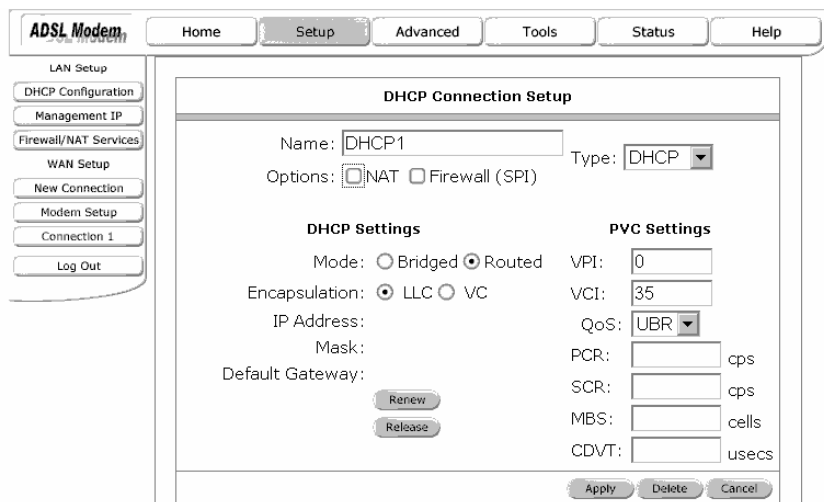 ADSL Modem
Home Setup Advanced Tools Status Help
LAN Setup
DHCP Configuration
Management IP
Firewall/NAT Services
WAN Setup
New Connection
Modem Setup
Connection 1
Log Out
DHCP Connection Setup
Name: DHCP1
Type: DHCP
Options: NAT Firewall (SPI)
DHCP Settings
Mode: Bridged Routed
Encapsulation: LLC VC
IP Address:
Mask:
Default Gateway:
Renew
Release
PVC Settings
VPI: 0
VCI: 35
QoS: UBR
PCR: cps
SCR: cps
MBS: cells
CDVT: usecs
Apply Delete Cancel